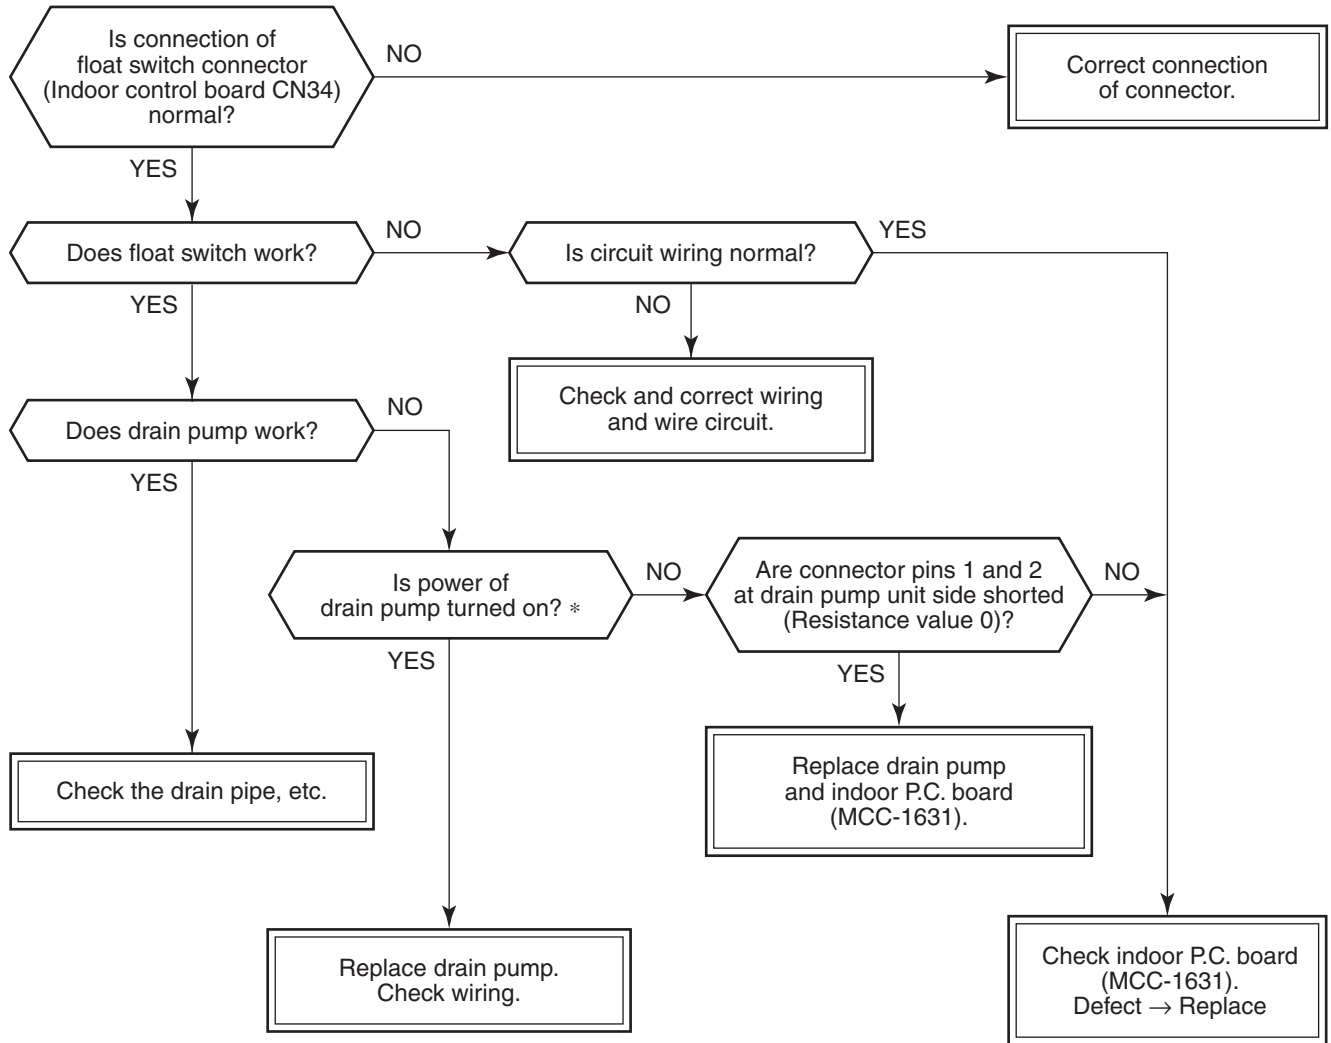 Is connection of
float switch connector
(Indoor control board CN34)
normal?
NO
Correct connection
of connector.
YES
Does float switch work?
NO
Is circuit wiring normal?
YES
YES
NO
Check and correct wiring
and wire circuit.
Does drain pump work?
NO
YES
Is power of
drain pump turned on? *
NO
Are connector pins 1 and 2
at drain pump unit side shorted
(Resistance value 0)?
NO
YES
YES
Check the drain pipe, etc.
Replace drain pump
and indoor P.C. board
(MCC-1631).
Replace drain pump.
Check wiring.
Check indoor P.C. board
(MCC-1631).
Defect → Replace